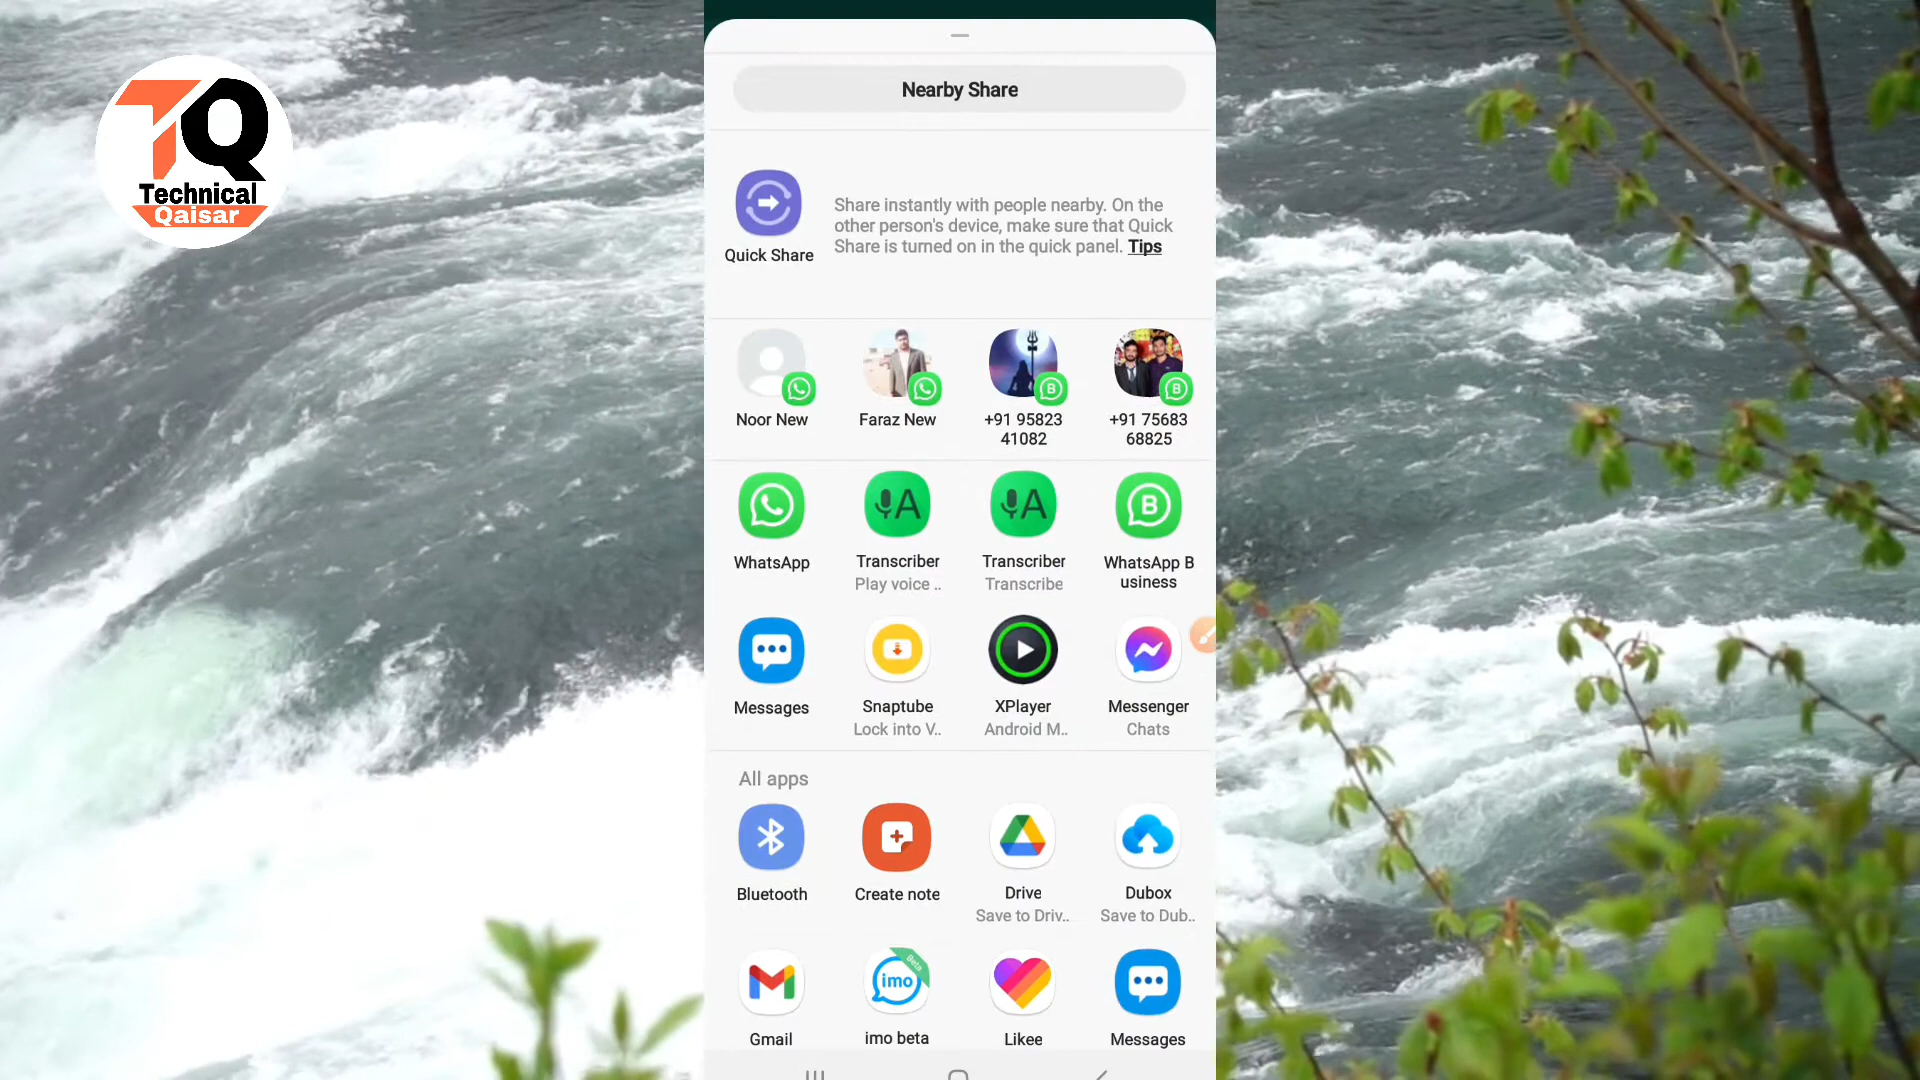 TQ
Technical
Qaisar
Nearby Share
Quick Share
Share instantly with people nearby. On the
other person's device, make sure that Quick
Share is turned on in the quick panel. Tips
Noor New
Faraz New
+91 95823
41082
+91 75683
68825
WhatsApp
A
Transcriber
Play voice ..
A
Transcriber
Transcribe
B
WhatsApp B
usiness
Messages
Snaptube
Lock into V..
XPlayer
Android M..
Messenger
Chats
All apps
Bluetooth
Create note
Drive
Save to Driv..
Dubox
Save to Dub..
Gmail
imo
Beta
imo beta
Likee
Messages